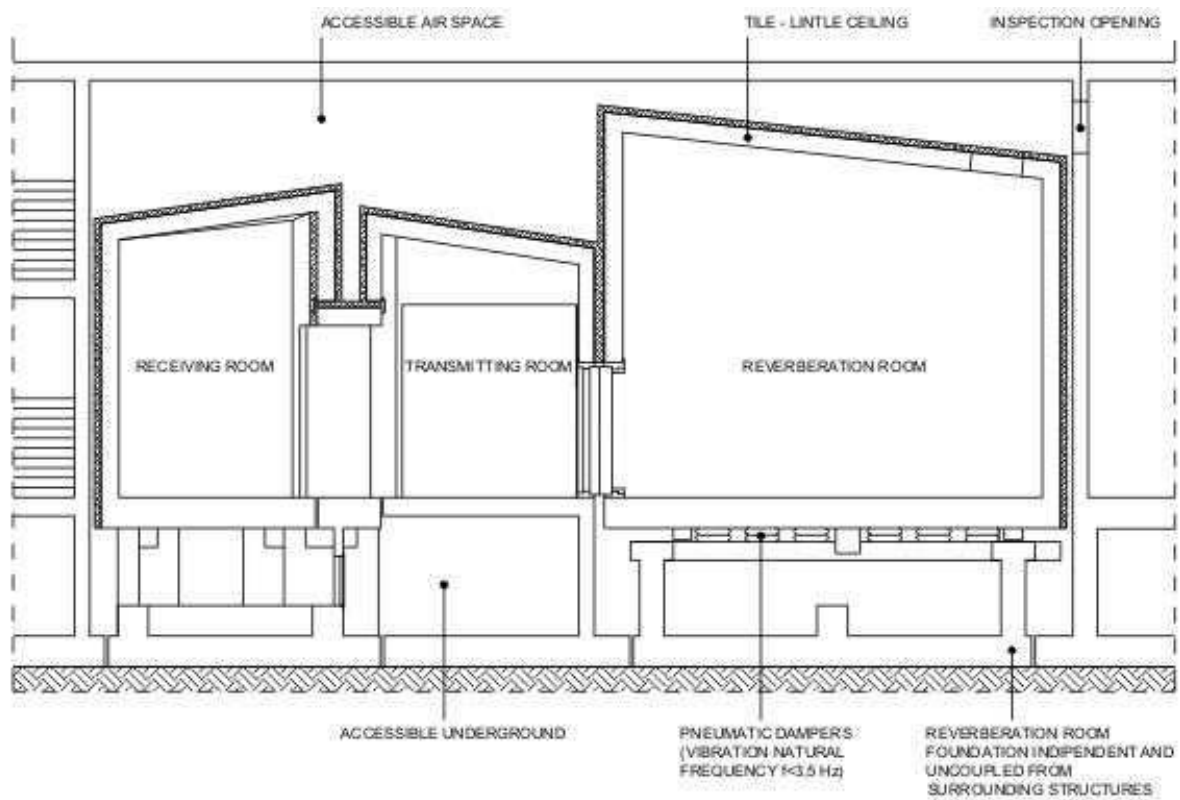 ACCESSIBLE AIR SPACE
TILE - LINTLE CEILING
INSPECTION OPENING
RECEIVING ROOM
TRANSMITTING ROOM
REVERBERATION ROOM
ACCESSIBLE UNDERGROUND
PNEUMATIC DAMPERS
(VIBRATION NATURAL
FREQUENCY f<3.5 Hz)
REVERBERATION ROOM
FOUNDATION INDIPENDENT AND
UNCOUPLED FROM
SURROUNDING STRUCTURES